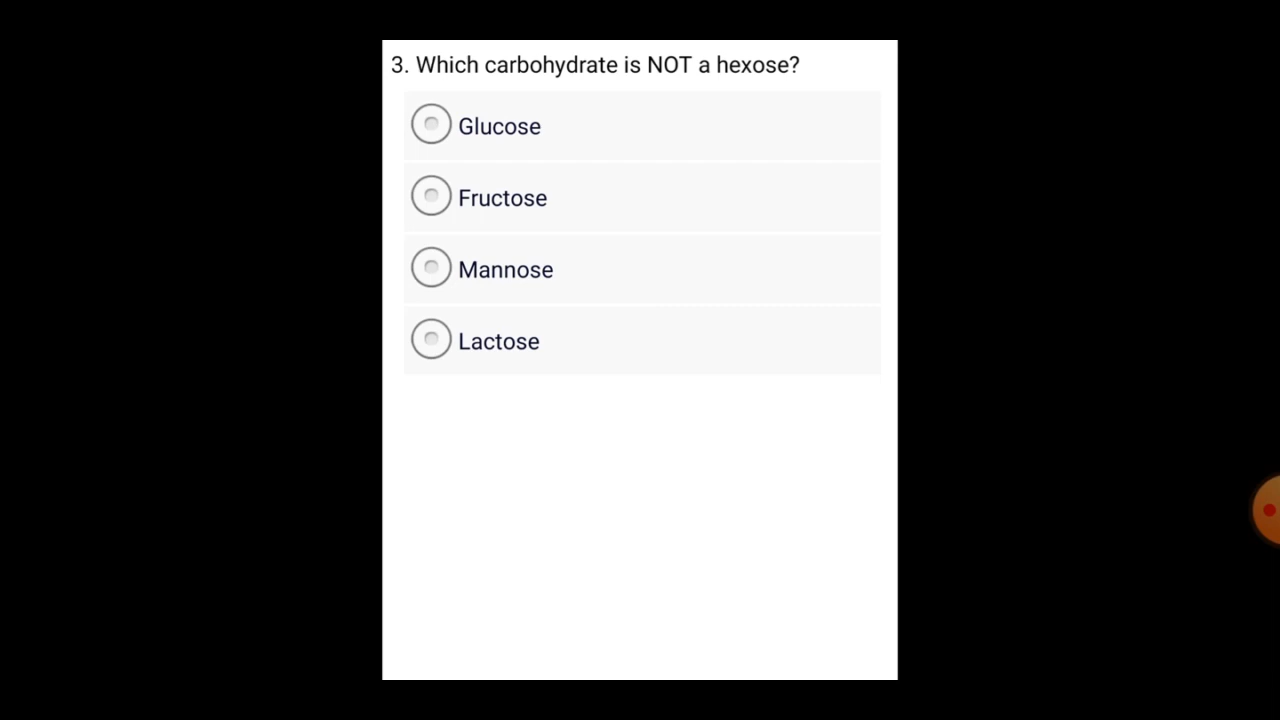 3. Which carbohydrate is NOT a hexose?
Glucose
Fructose
Mannose
Lactose